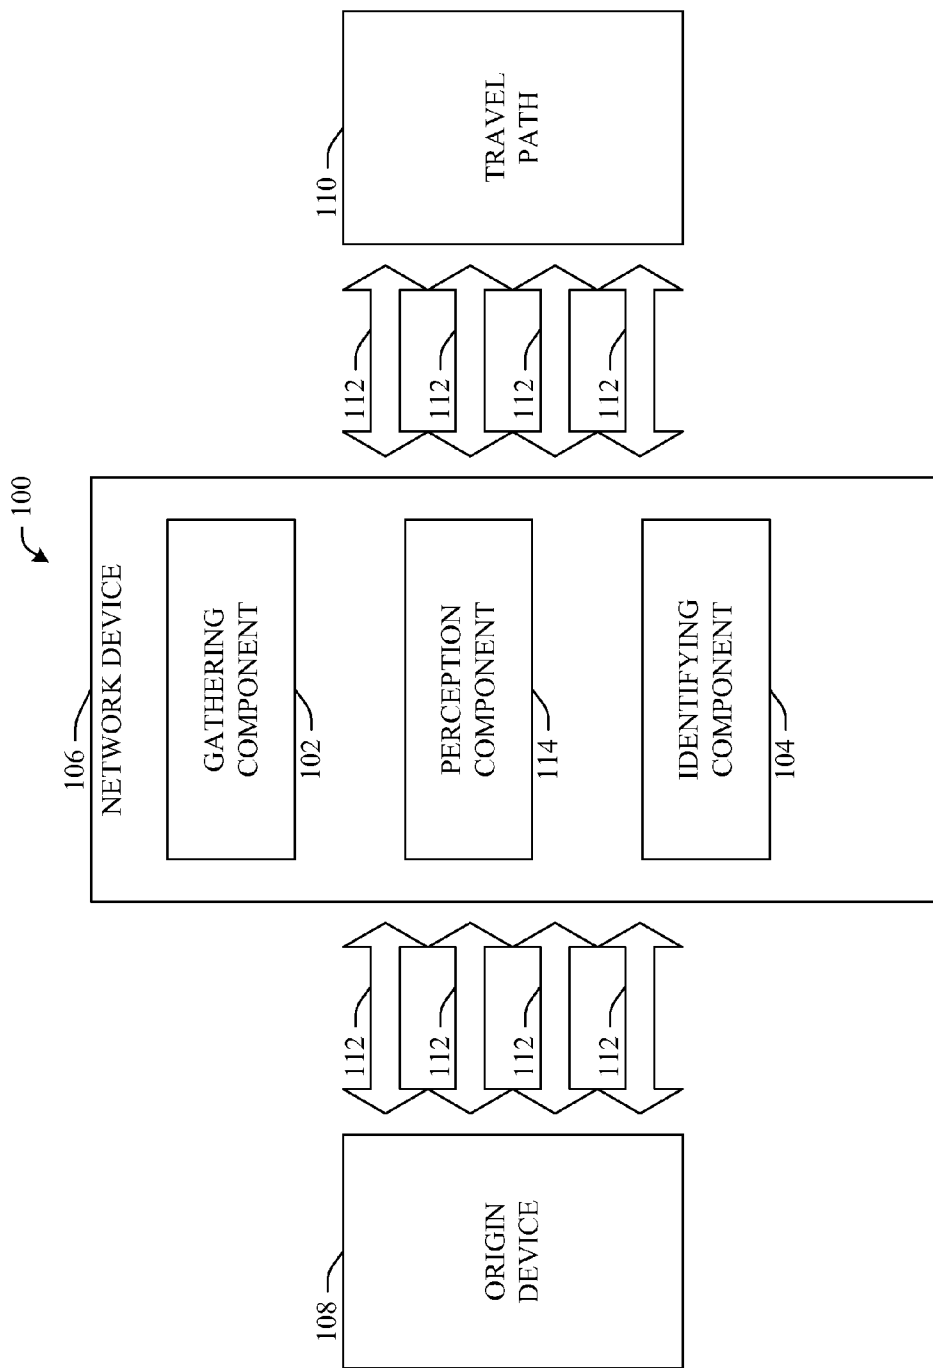 100
106
NETWORK DEVICE
GATHERING
COMPONENT
102
PERCEPTION
COMPONENT
114
IDENTIFYING
COMPONENT
104
108
ORIGIN
DEVICE
112
112
112
112
112
112
112
112
110
TRAVEL
PATH